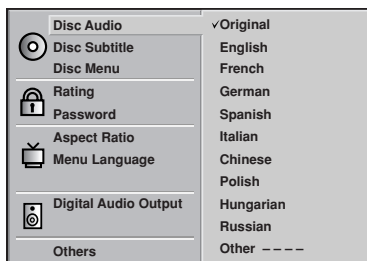 Disc Audio
Disc Subtitle
Disc Menu
Rating
Password
Aspect Ratio
Menu Language
Digital Audio Output
Others
✓Original
English
French
German
Spanish
Italian
Chinese
Polish
Hungarian
Russian
Other – – – –